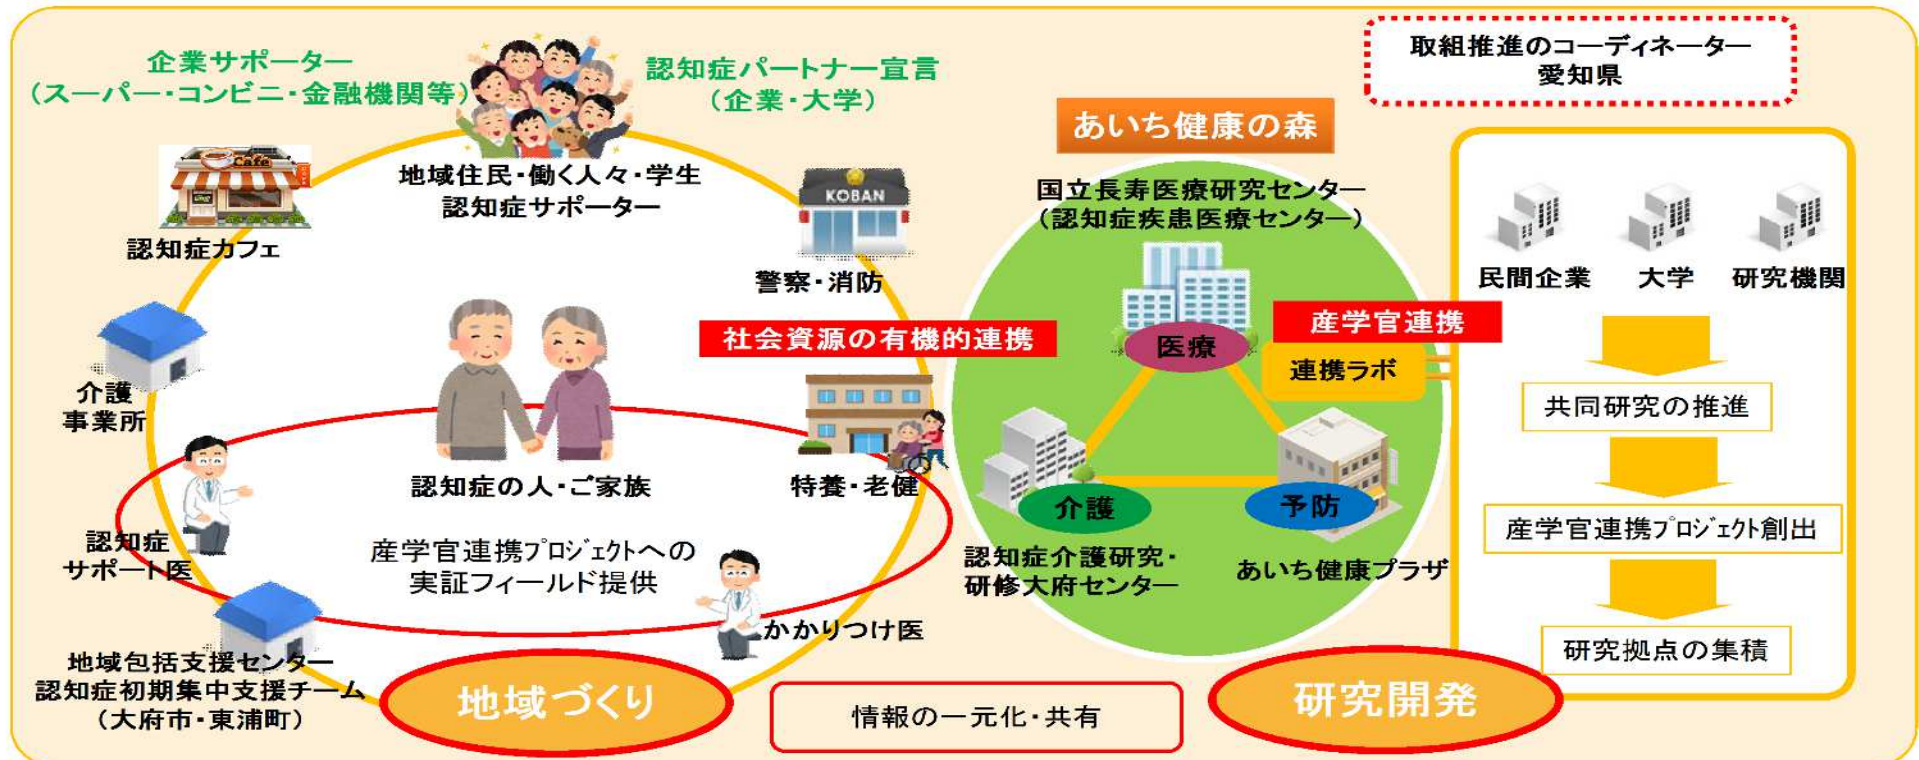 企業サポーター
（スーパー・コンビニ・金融機関等）
認知症パートナー宣言
（企業・大学）
取組推進のコーディネーター
愛知県
あいち健康の森
Cafe
地域住民・働く人々・学生
認知症サポーター
KOBAN
国立長寿医療研究センター
（認知症疾患医療センター）
認知症カフェ
警察・消防
民間企業
大学
研究機関
社会資源の有機的連携
産学官連携
医療
連携ラボ
介護
事業所
共同研究の推進
認知症の人・ご家族
特養・老健
介護
予防
産学官連携プロジェクト創出
認知症
サポート医
産学官連携プロジェクトへの
実証フィールド提供
認知症介護研究・
研修大府センター
あいち健康プラザ
かかりつけ医
研究拠点の集積
地域包括支援センター
認知症初期集中支援チーム
（大府市・東浦町）
地域づくり
情報の一元化・共有
研究開発